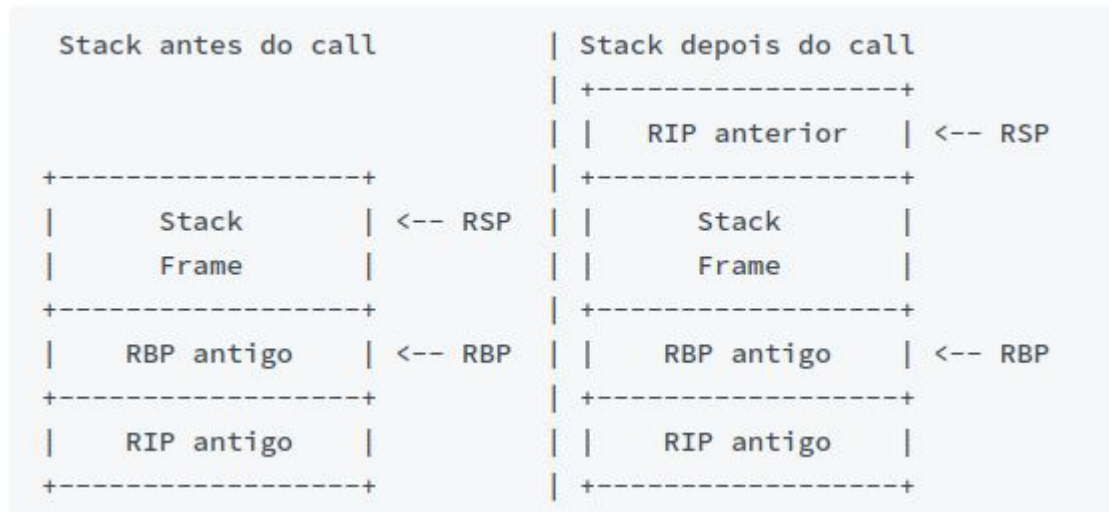 Stack antes do call          | Stack depois do call
                              | +------------------+
                              | |   RIP anterior   | <-- RSP
+------------------+          | +------------------+
|      Stack       | <-- RSP  | |      Stack       |
|      Frame       |          | |      Frame       |
+------------------+          | +------------------+
|    RBP antigo    | <-- RBP  | |    RBP antigo    | <-- RBP
+------------------+          | +------------------+
|    RIP antigo    |          | |    RIP antigo    |
+------------------+          | +------------------+